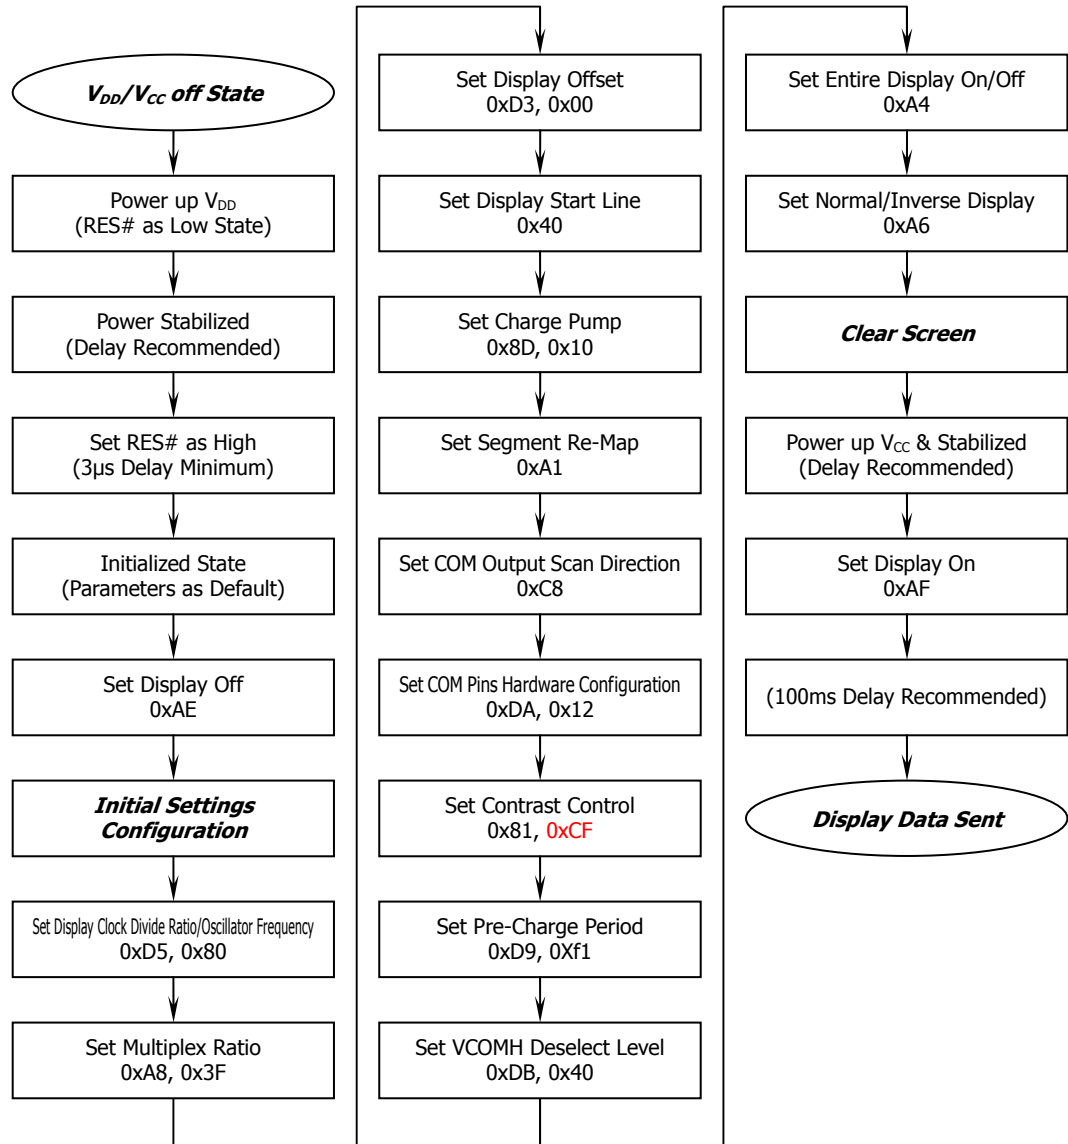 V_DD/V_CC off State
Power up V_DD
(RES# as Low State)
Power Stabilized
(Delay Recommended)
Set RES# as High
(3μs Delay Minimum)
Initialized State
(Parameters as Default)
Set Display Off
0xAE
Initial Settings
Configuration
Set Display Clock Divide Ratio/Oscillator Frequency
0xD5, 0x80
Set Multiplex Ratio
0xA8, 0x3F
Set Display Offset
0xD3, 0x00
Set Display Start Line
0x40
Set Charge Pump
0x8D, 0x10
Set Segment Re-Map
0xA1
Set COM Output Scan Direction
0xC8
Set COM Pins Hardware Configuration
0xDA, 0x12
Set Contrast Control
0x81, 0xCF
Set Pre-Charge Period
0xD9, 0Xf1
Set VCOMH Deselect Level
0xDB, 0x40
Set Entire Display On/Off
0xA4
Set Normal/Inverse Display
0xA6
Clear Screen
Power up V_CC & Stabilized
(Delay Recommended)
Set Display On
0xAF
(100ms Delay Recommended)
Display Data Sent